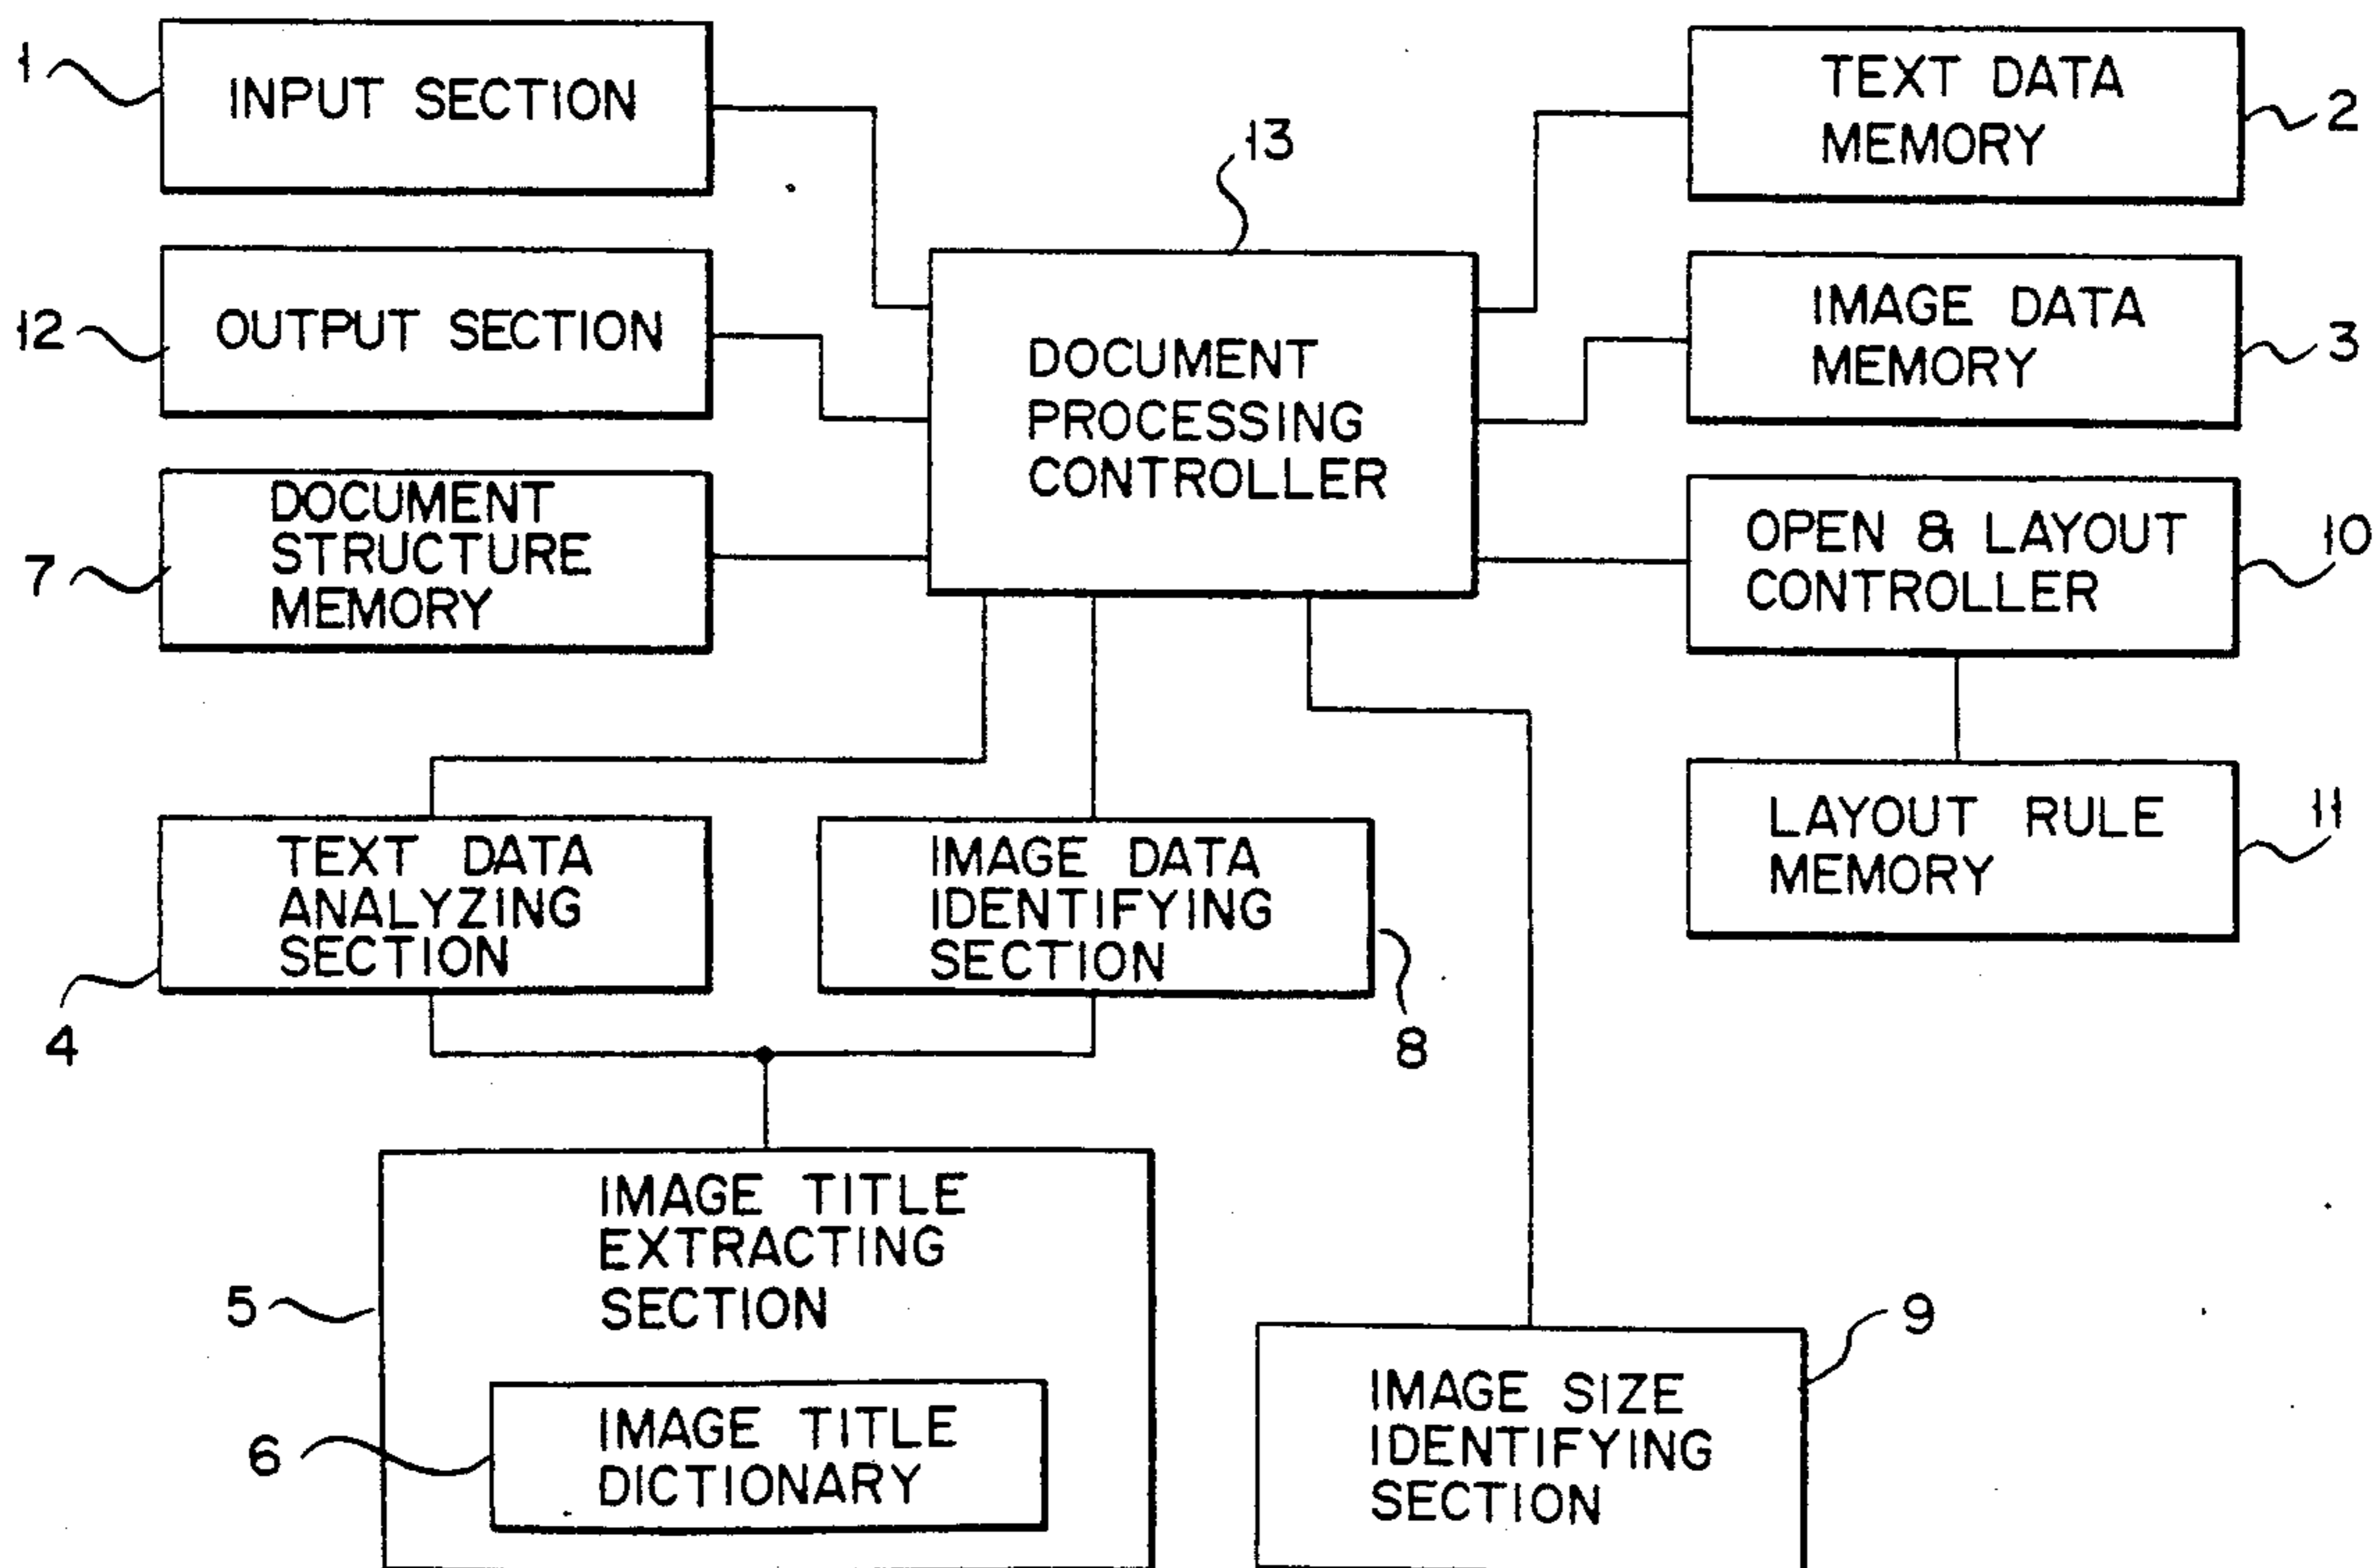 1
INPUT SECTION
TEXT DATA
MEMORY
2
13
12
OUTPUT SECTION
DOCUMENT
PROCESSING
CONTROLLER
IMAGE DATA
MEMORY
3
7
DOCUMENT
STRUCTURE
MEMORY
OPEN & LAYOUT
CONTROLLER
10
TEXT DATA
ANALYZING
SECTION
4
IMAGE DATA
IDENTIFYING
SECTION
8
LAYOUT RULE
MEMORY
11
IMAGE TITLE
EXTRACTING
SECTION
5
6
IMAGE TITLE
DICTIONARY
9
IMAGE SIZE
IDENTIFYING
SECTION